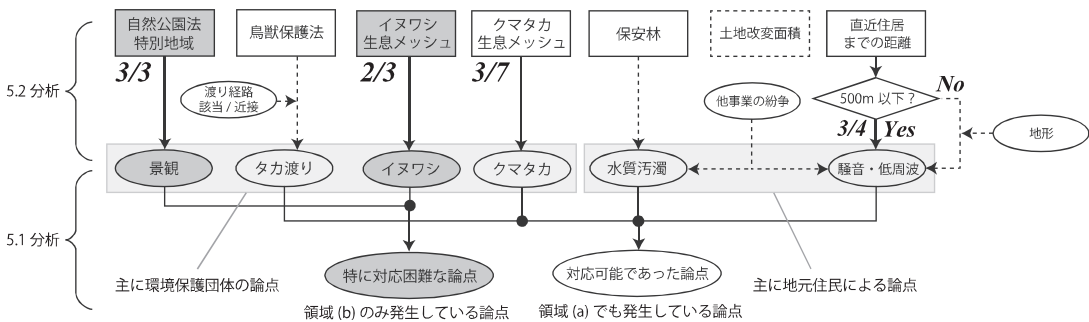 自然公園法
特別地域
鳥獣保護法
イヌワシ
生息メッシュ
クマタカ
生息メッシュ
保安林
土地改変面積
直近住居
までの距離
3/3
2/3
3/7
5.2 分析
渡り経路
該当 / 近接
他事業の紛争
500m 以下？
No
3/4
Yes
地形
景観
タカ渡り
イヌワシ
クマタカ
水質汚濁
騒音・低周波
5.1 分析
特に対応困難な論点
対応可能であった論点
主に環境保護団体の論点
主に地元住民による論点
領域 (b) のみ発生している論点
領域 (a) でも発生している論点